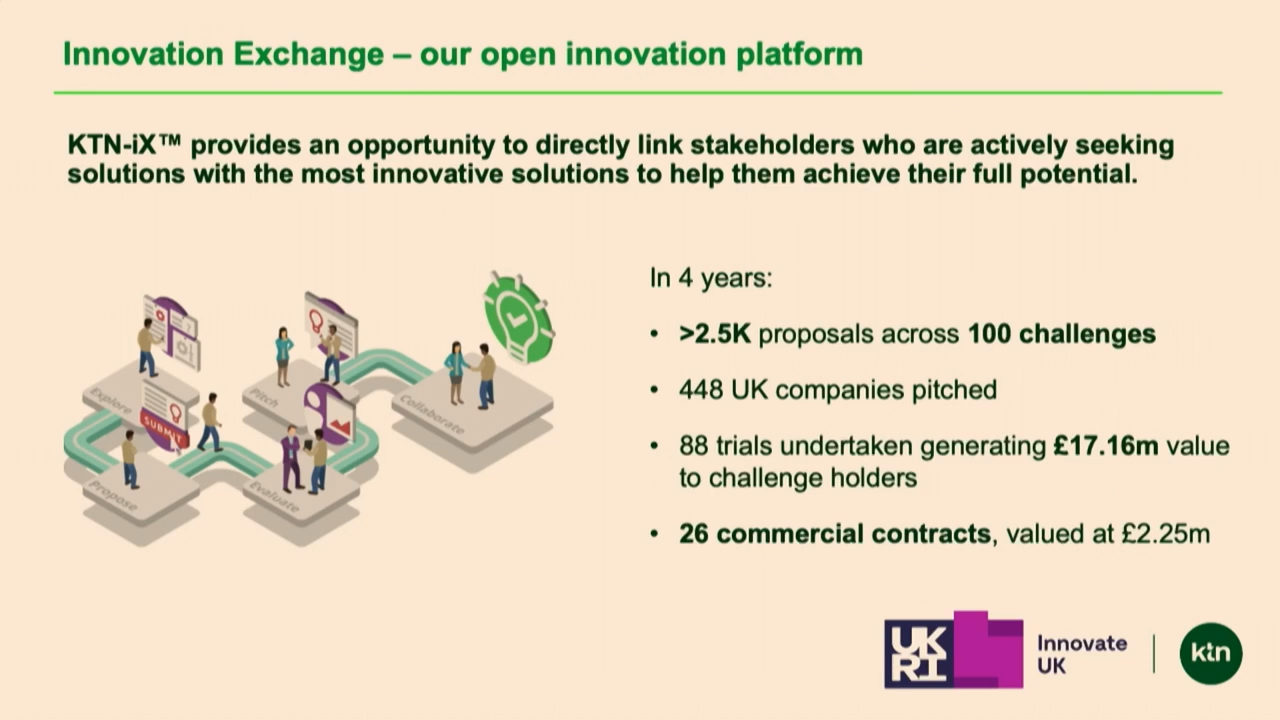 Innovation Exchange – our open innovation platform
KTN-iX™ provides an opportunity to directly link stakeholders who are actively seeking
solutions with the most innovative solutions to help them achieve their full potential.
Explore
Pitch
Collaborate
SUBMIT
Propose
Evaluate
In 4 years:
• >2.5K proposals across 100 challenges
• 448 UK companies pitched
• 88 trials undertaken generating £17.16m value
to challenge holders
• 26 commercial contracts, valued at £2.25m
UK
RI
Innovate
UK
ktn